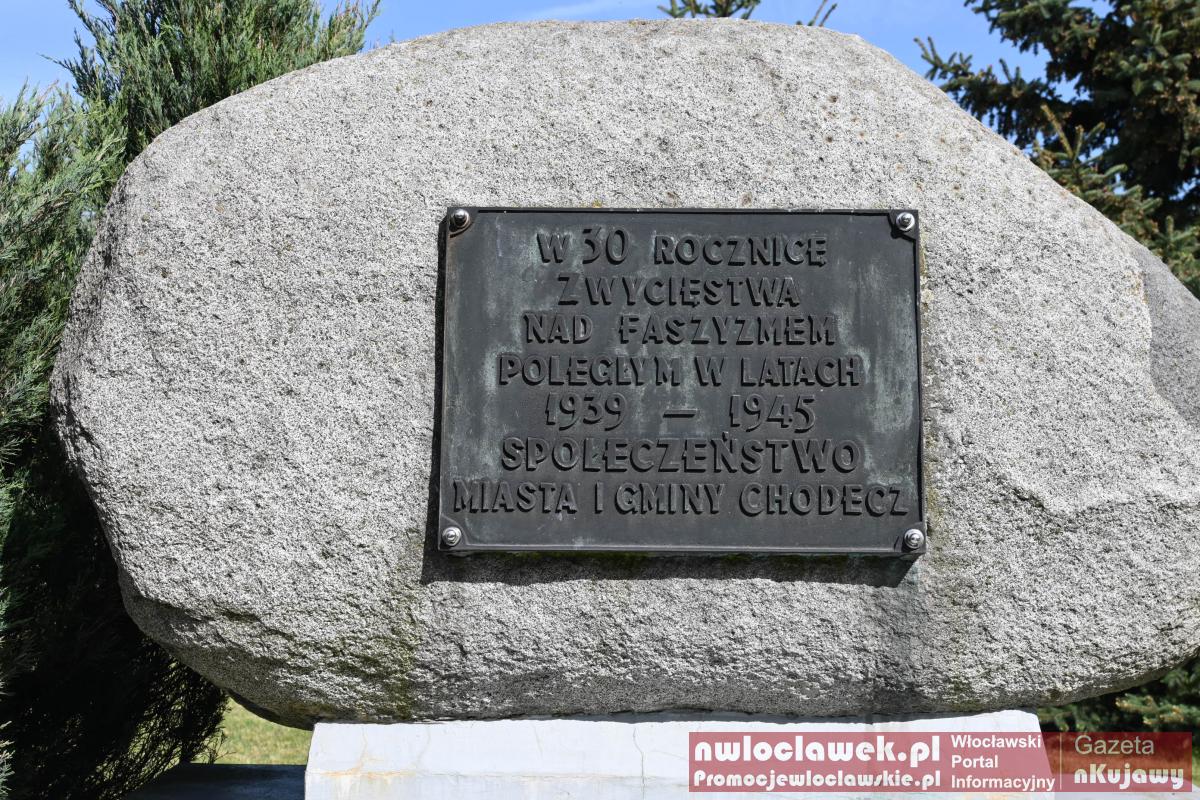 W 30 ROCZNICĘ
ZWYCIĘSTWA
NAD FASZYZMEM
POLEGŁYM W LATACH
1939 — 1945
SPOŁECZEŃSTWO
MIASTA I GMINY CHODECZ
nwloclawek.pl
Promocjewloclawskie.pl
Włocławski
Portal
Informacyjny
Gazeta
nKujawy